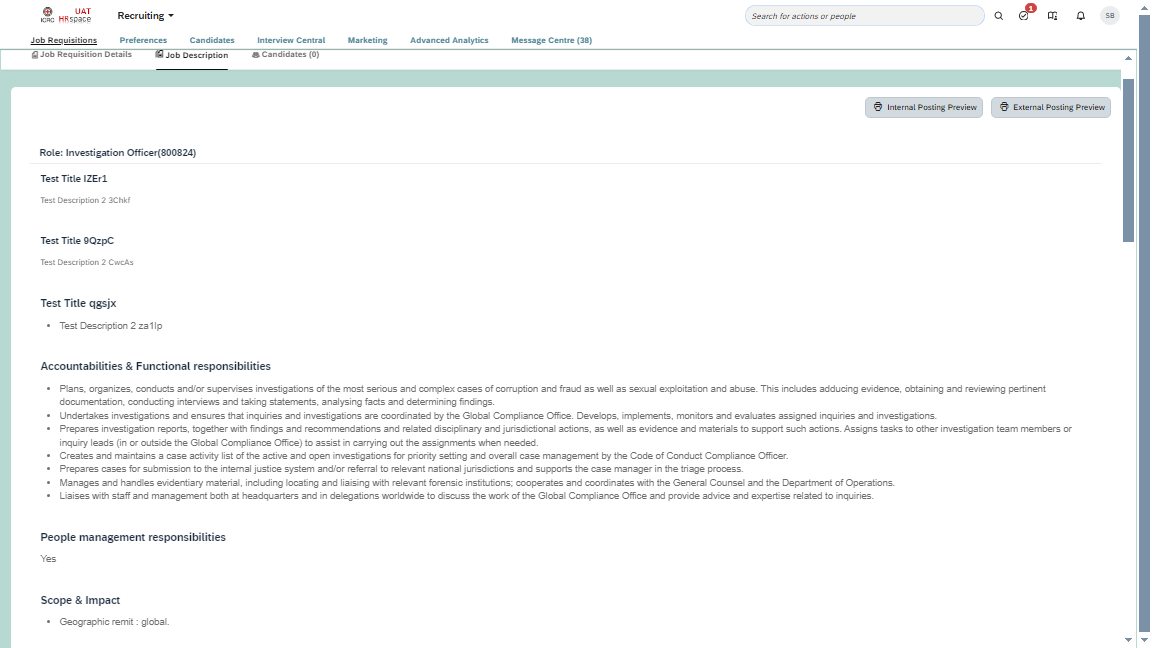 ICRC UAT HRspace Recruiting Search for actions or people 1 SB
Job Requisitions Preferences Candidates Interview Central Marketing Advanced Analytics Message Centre (38)
Job Requisition Details Job Description Candidates (0)
Internal Posting Preview External Posting Preview
Role: Investigation Officer(800824)
Test Title IZEr1
Test Description 2 3Chkf
Test Title 9QzpC
Test Description 2 CwcAs
Test Title qgsjx
• Test Description 2 za1Ip
Accountabilities & Functional responsibilities
• Plans, organizes, conducts and/or supervises investigations of the most serious and complex cases of corruption and fraud as well as sexual exploitation and abuse. This includes adducing evidence, obtaining and reviewing pertinent
documentation, conducting interviews and taking statements, analysing facts and determining findings.
• Undertakes investigations and ensures that inquiries and investigations are coordinated by the Global Compliance Office. Develops, implements, monitors and evaluates assigned inquiries and investigations.
• Prepares investigation reports, together with findings and recommendations and related disciplinary and jurisdictional actions, as well as evidence and materials to support such actions. Assigns tasks to other investigation team members or
inquiry leads (in or outside the Global Compliance Office) to assist in carrying out the assignments when needed.
• Creates and maintains a case activity list of the active and open investigations for priority setting and overall case management by the Code of Conduct Compliance Officer.
• Prepares cases for submission to the internal justice system and/or referral to relevant national jurisdictions and supports the case manager in the triage process.
• Manages and handles evidentiary material, including locating and liaising with relevant forensic institutions; cooperates and coordinates with the General Counsel and the Department of Operations.
• Liaises with staff and management both at headquarters and in delegations worldwide to discuss the work of the Global Compliance Office and provide advice and expertise related to inquiries.
People management responsibilities
Yes
Scope & Impact
• Geographic remit : global.